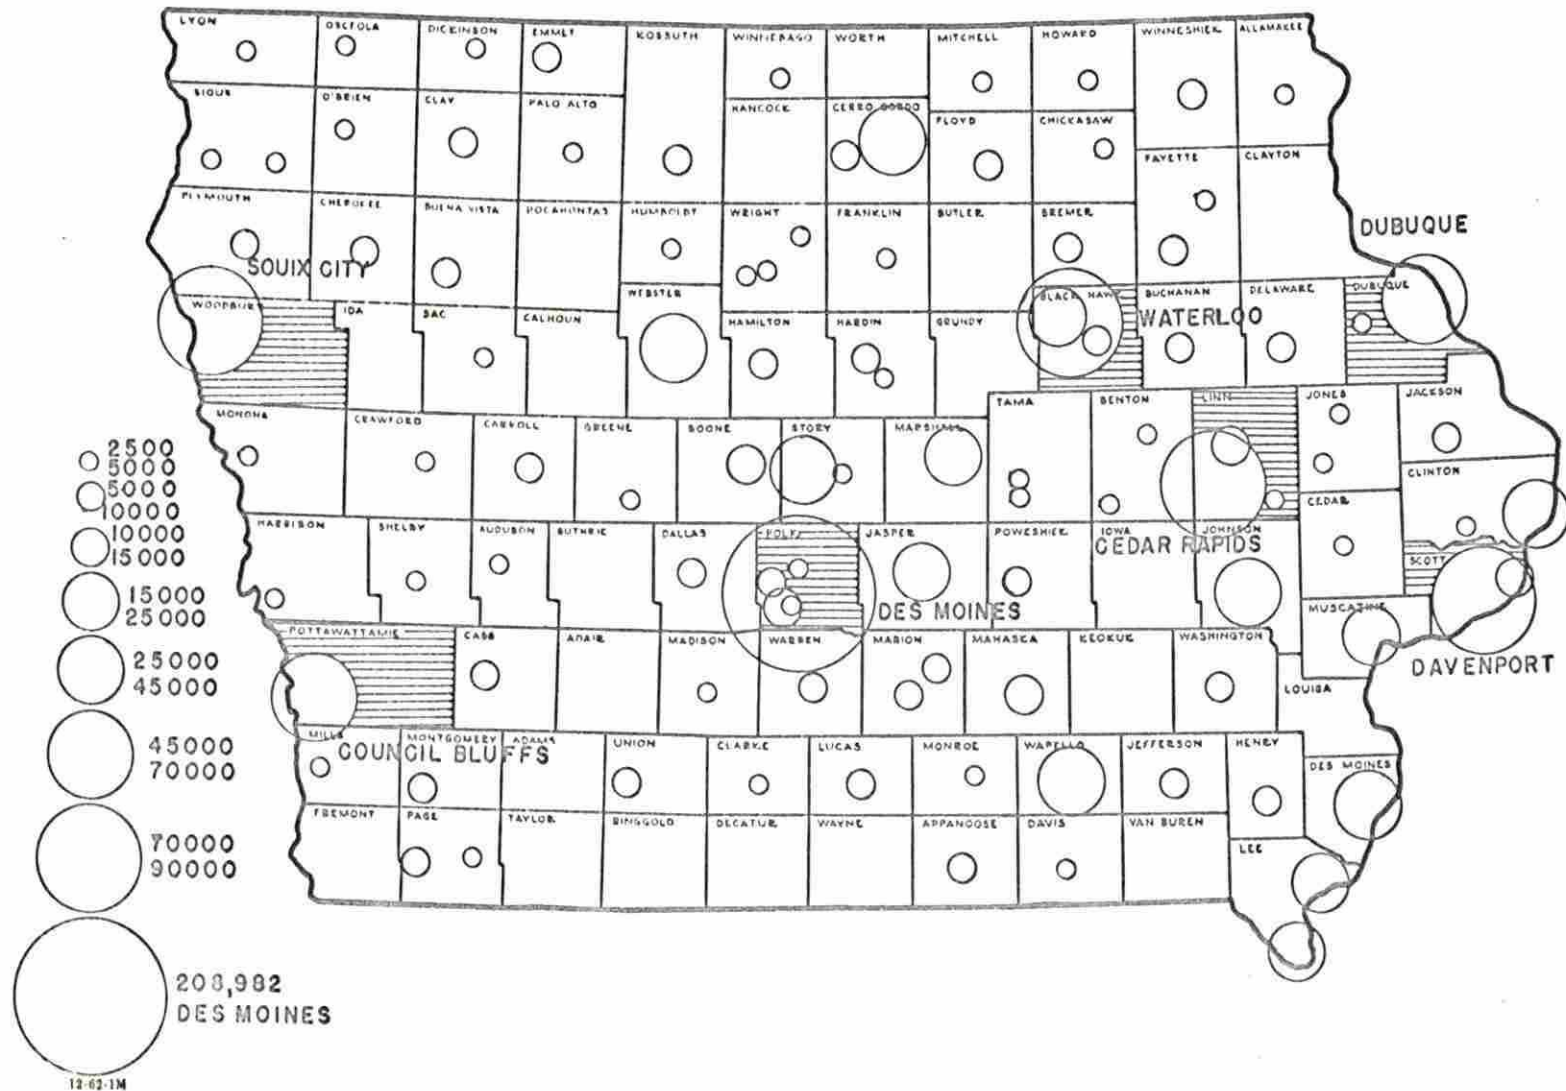 LYON
OSCEOLA
DICKINSON
EMMET
KOSSUTH
WINNEBAGO
WORTH
MITCHELL
HOWARD
WINNESHIEK
ALLAMAKEE
SIOUX
O'BRIEN
CLAY
PALO ALTO
HANCOCK
CERRO GORDO
FLOYD
CHICKASAW
FAYETTE
CLAYTON
PLYMOUTH
CHEROKEE
BUENA VISTA
POCAHONTAS
HUMBOLDT
WRIGHT
FRANKLIN
BUTLER
BREMER
DUBUQUE
SOUIX CITY
WOODBURY
IDA
SAC
CALHOUN
WEBSTER
HAMILTON
HARDIN
GRUNDY
BLACK HAWK
BUCHANAN
DELAWARE
DUBUQUE
WATERLOO
MONONA
CRAWFORD
CARROLL
GREENE
BOONE
STORY
MARSHALL
TAMA
BENTON
LINN
JONES
JACKSON
CLINTON
CEDAR
2500
5000
5000
10000
10000
15000
15000
25000
25000
45000
45000
70000
70000
90000
208,982
DES MOINES
HARRISON
SHELBY
AUDUBON
GUTHRIE
DALLAS
POLK
JASPER
POWESHIEK
IOWA
JOHNSON
CEDAR RAPIDS
SCOTT
MUSCATINE
DES MOINES
DAVENPORT
POTTAWATTAMIE
CASS
ADAIR
MADISON
WARREN
MARION
MAHASKA
KEOKUK
WASHINGTON
LOUISA
MILLS
MONTGOMERY
ADAMS
COUNCIL BLUFFS
UNION
CLARKE
LUCAS
MONROE
WAPELLO
JEFFERSON
HENRY
DES MOINES
FREMONT
PAGE
TAYLOR
RINGGOLD
DECATUR
WAYNE
APPANOOSE
DAVIS
VAN BUREN
LEE
12-62-1M